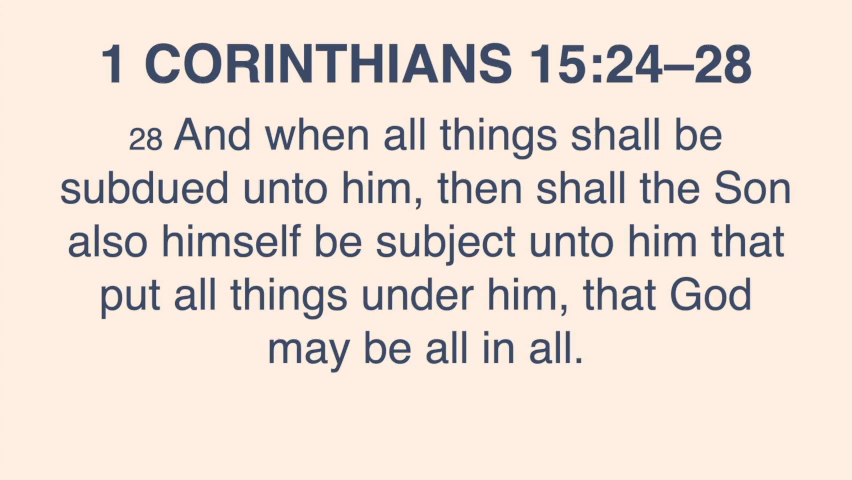 1 CORINTHIANS 15:24–28
28 And when all things shall be
subdued unto him, then shall the Son
also himself be subject unto him that
put all things under him, that God
may be all in all.